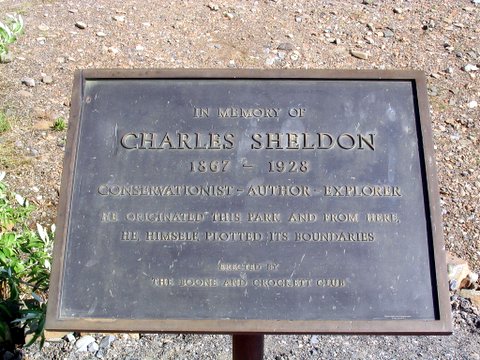 IN MEMORY OF
CHARLES SHELDON
1867 - 1928
CONSERVATIONIST - AUTHOR - EXPLORER
HE ORIGINATED THIS PARK AND FROM HERE,
HE, HIMSELF, PLOTTED ITS BOUNDARIES
ERECTED BY
THE BOONE AND CROCKETT CLUB